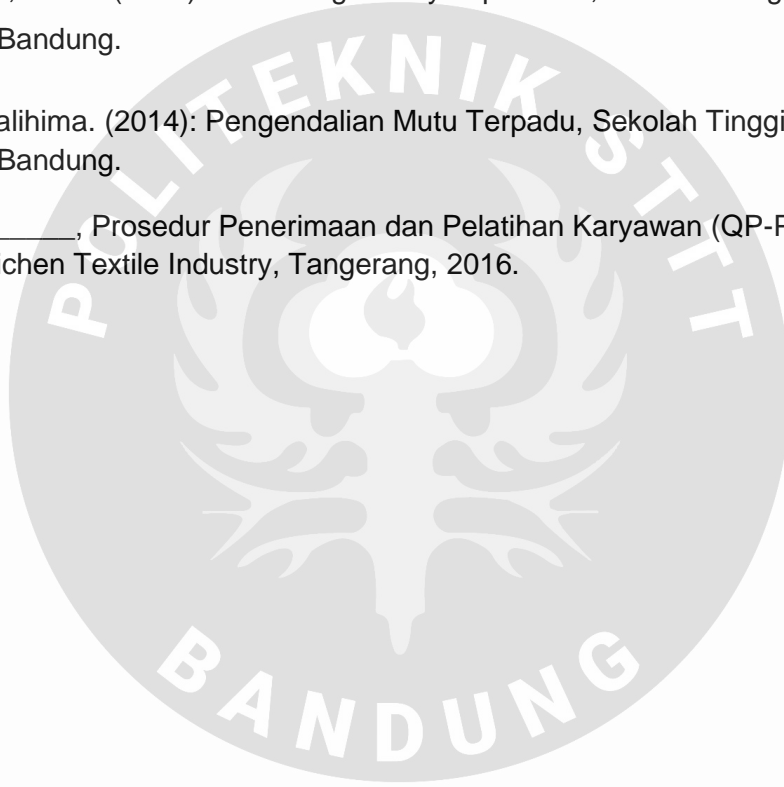 Bandung.
alihima. (2014): Pengendalian Mutu Terpadu, Sekolah Tinggi
Bandung.
_____, Prosedur Penerimaan dan Pelatihan Karyawan (QP-
ichen Textile Industry, Tangerang, 2016.
POLITEKNIK STTT
BANDUNG